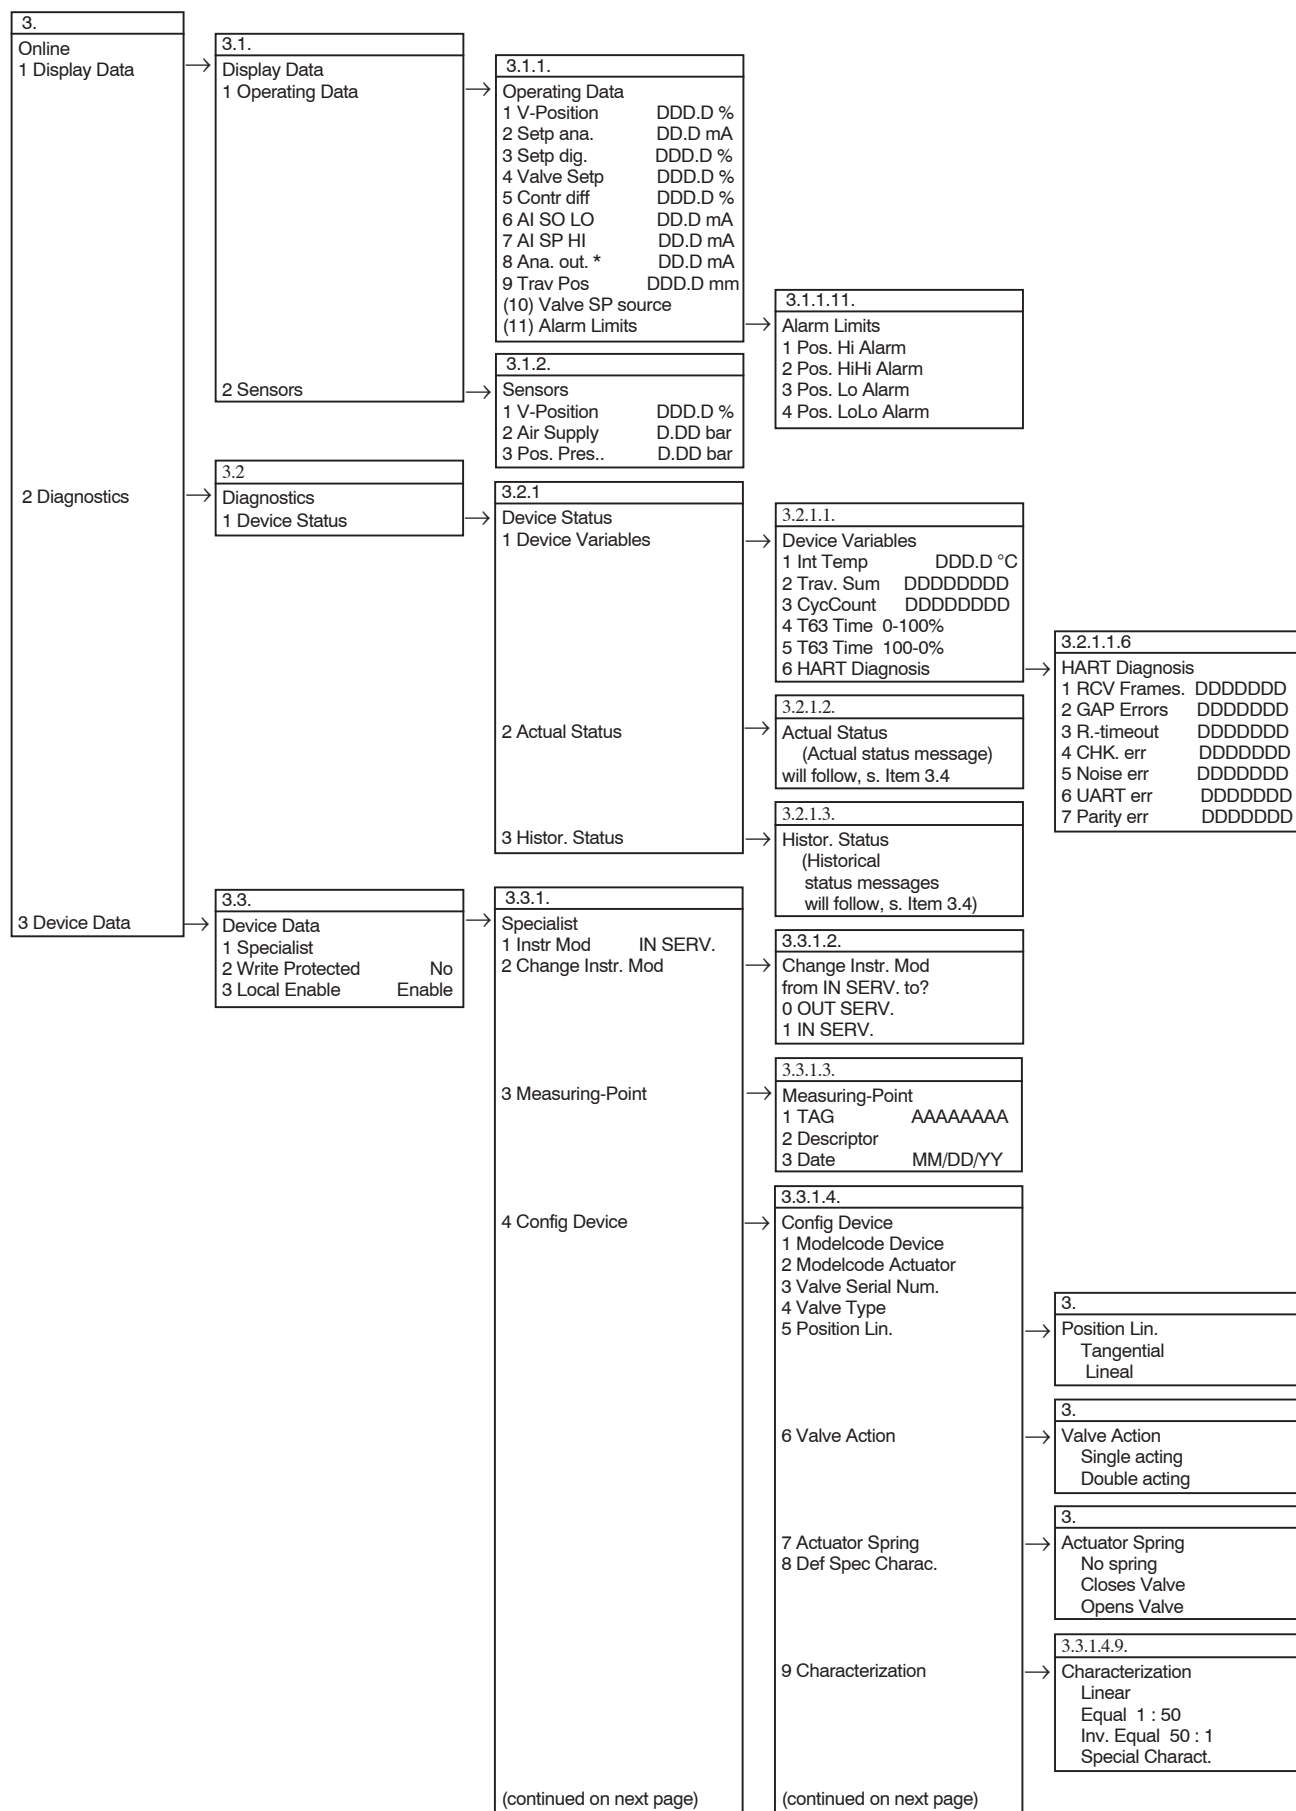 3.
Online
1 Display Data
2 Diagnostics
3 Device Data
3.1.
Display Data
1 Operating Data
2 Sensors
3.1.1.
Operating Data
1 V-Position DDD.D %
2 Setp ana. DD.D mA
3 Setp dig. DDD.D %
4 Valve Setp DDD.D %
5 Contr diff DDD.D %
6 AI SO LO DD.D mA
7 AI SP HI DD.D mA
8 Ana. out. * DD.D mA
9 Trav Pos DDD.D mm
(10) Valve SP source
(11) Alarm Limits
3.1.1.11.
Alarm Limits
1 Pos. Hi Alarm
2 Pos. HiHi Alarm
3 Pos. Lo Alarm
4 Pos. LoLo Alarm
3.1.2.
Sensors
1 V-Position DDD.D %
2 Air Supply D.DD bar
3 Pos. Pres.. D.DD bar
3.2
Diagnostics
1 Device Status
3.2.1
Device Status
1 Device Variables
2 Actual Status
3 Histor. Status
3.2.1.1.
Device Variables
1 Int Temp DDD.D °C
2 Trav. Sum DDDDDDDD
3 CycCount DDDDDDDD
4 T63 Time 0-100%
5 T63 Time 100-0%
6 HART Diagnosis
3.2.1.1.6
HART Diagnosis
1 RCV Frames. DDDDDDD
2 GAP Errors DDDDDDD
3 R.-timeout DDDDDDD
4 CHK. err DDDDDDD
5 Noise err DDDDDDD
6 UART err DDDDDDD
7 Parity err DDDDDDD
3.2.1.2.
Actual Status
(Actual status message)
will follow, s. Item 3.4
3.2.1.3.
Histor. Status
(Historical
status messages
will follow, s. Item 3.4)
3.3.
Device Data
1 Specialist
2 Write Protected No
3 Local Enable Enable
3.3.1.
Specialist
1 Instr Mod IN SERV.
2 Change Instr. Mod
3 Measuring-Point
4 Config Device
(continued on next page)
3.3.1.2.
Change Instr. Mod
from IN SERV. to?
0 OUT SERV.
1 IN SERV.
3.3.1.3.
Measuring-Point
1 TAG AAAAAAAA
2 Descriptor
3 Date MM/DD/YY
3.3.1.4.
Config Device
1 Modelcode Device
2 Modelcode Actuator
3 Valve Serial Num.
4 Valve Type
5 Position Lin.
6 Valve Action
7 Actuator Spring
8 Def Spec Charac.
9 Characterization
(continued on next page)
3.
Position Lin.
Tangential
Lineal
3.
Valve Action
Single acting
Double acting
3.
Actuator Spring
No spring
Closes Valve
Opens Valve
3.3.1.4.9.
Characterization
Linear
Equal 1 : 50
Inv. Equal 50 : 1
Special Charact.